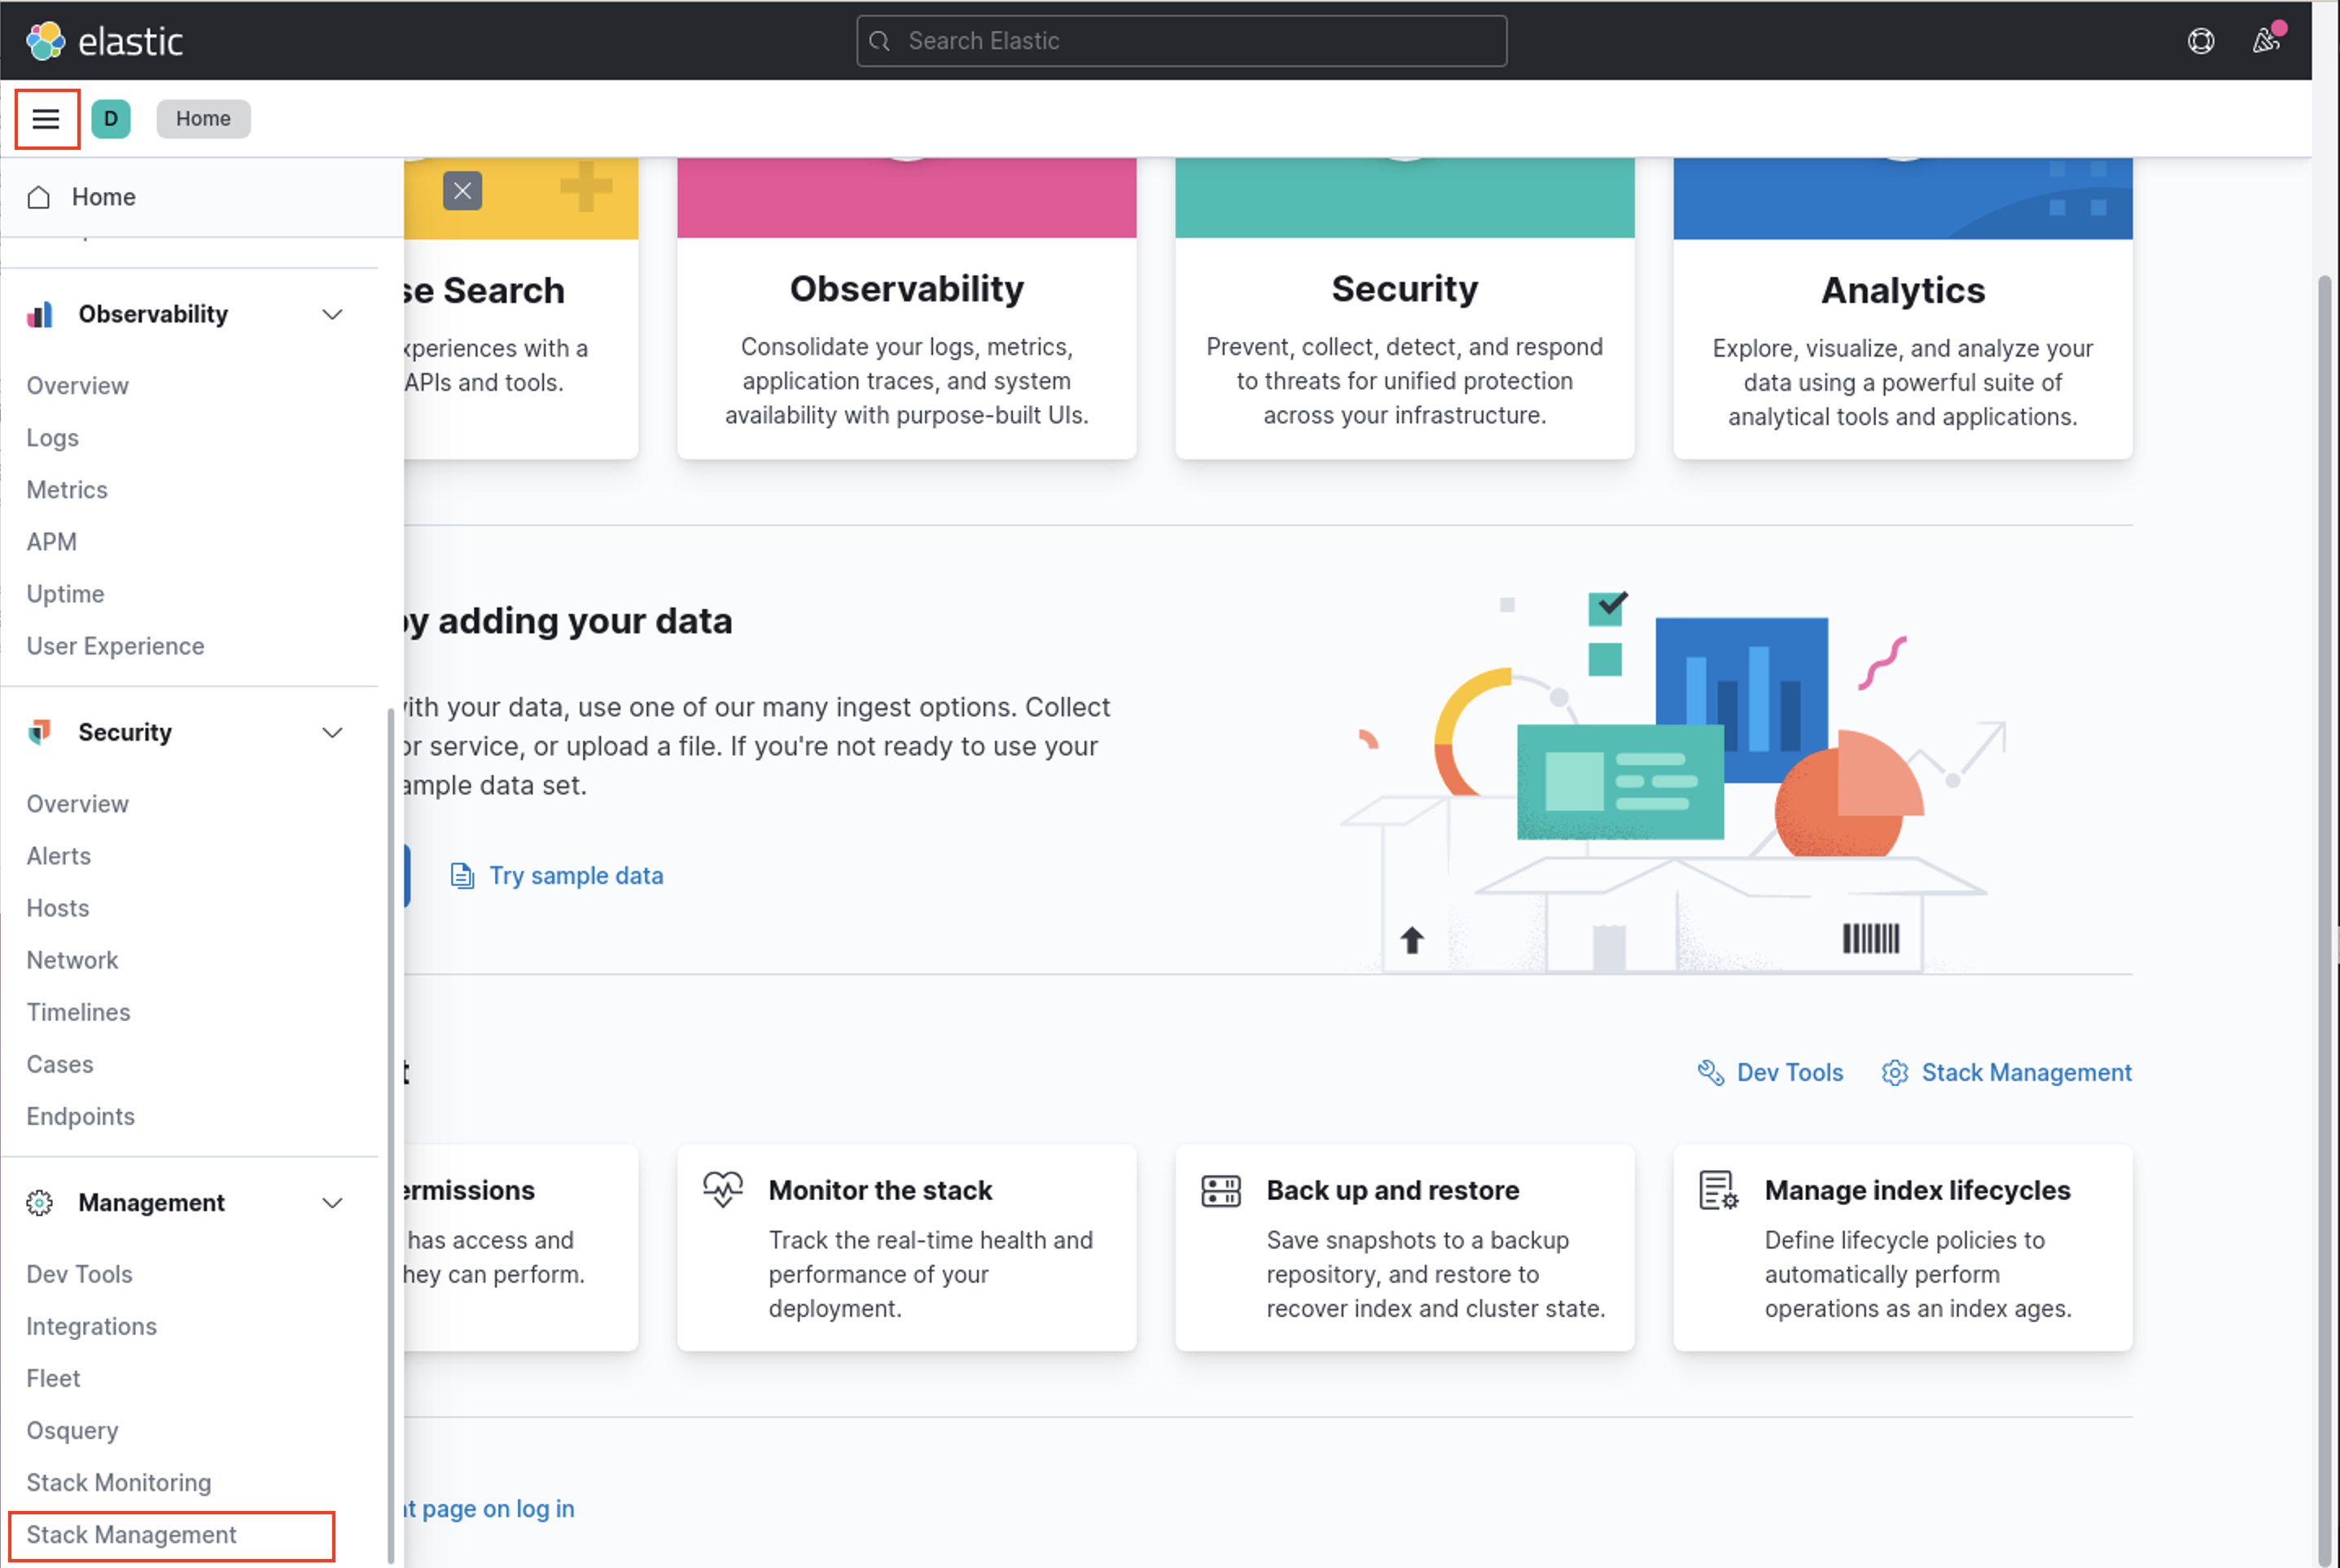 elastic
Search Elastic
D
Home
Home
Observability
Overview
Logs
Metrics
APM
Uptime
User Experience
Security
Overview
Alerts
Hosts
Network
Timelines
Cases
Endpoints
Management
Dev Tools
Integrations
Fleet
Osquery
Stack Monitoring
Stack Management
se Search
xperiences with a
APIs and tools.
Observability
Consolidate your logs, metrics,
application traces, and system
availability with purpose-built UIs.
Security
Prevent, collect, detect, and respond
to threats for unified protection
across your infrastructure.
Analytics
Explore, visualize, and analyze your
data using a powerful suite of
analytical tools and applications.
by adding your data
with your data, use one of our many ingest options. Collect
or service, or upload a file. If you're not ready to use your
ample data set.
Try sample data
t
Dev Tools
Stack Management
ermissions
has access and
hey can perform.
Monitor the stack
Track the real-time health and
performance of your
deployment.
Back up and restore
Save snapshots to a backup
repository, and restore to
recover index and cluster state.
Manage index lifecycles
Define lifecycle policies to
automatically perform
operations as an index ages.
t page on log in